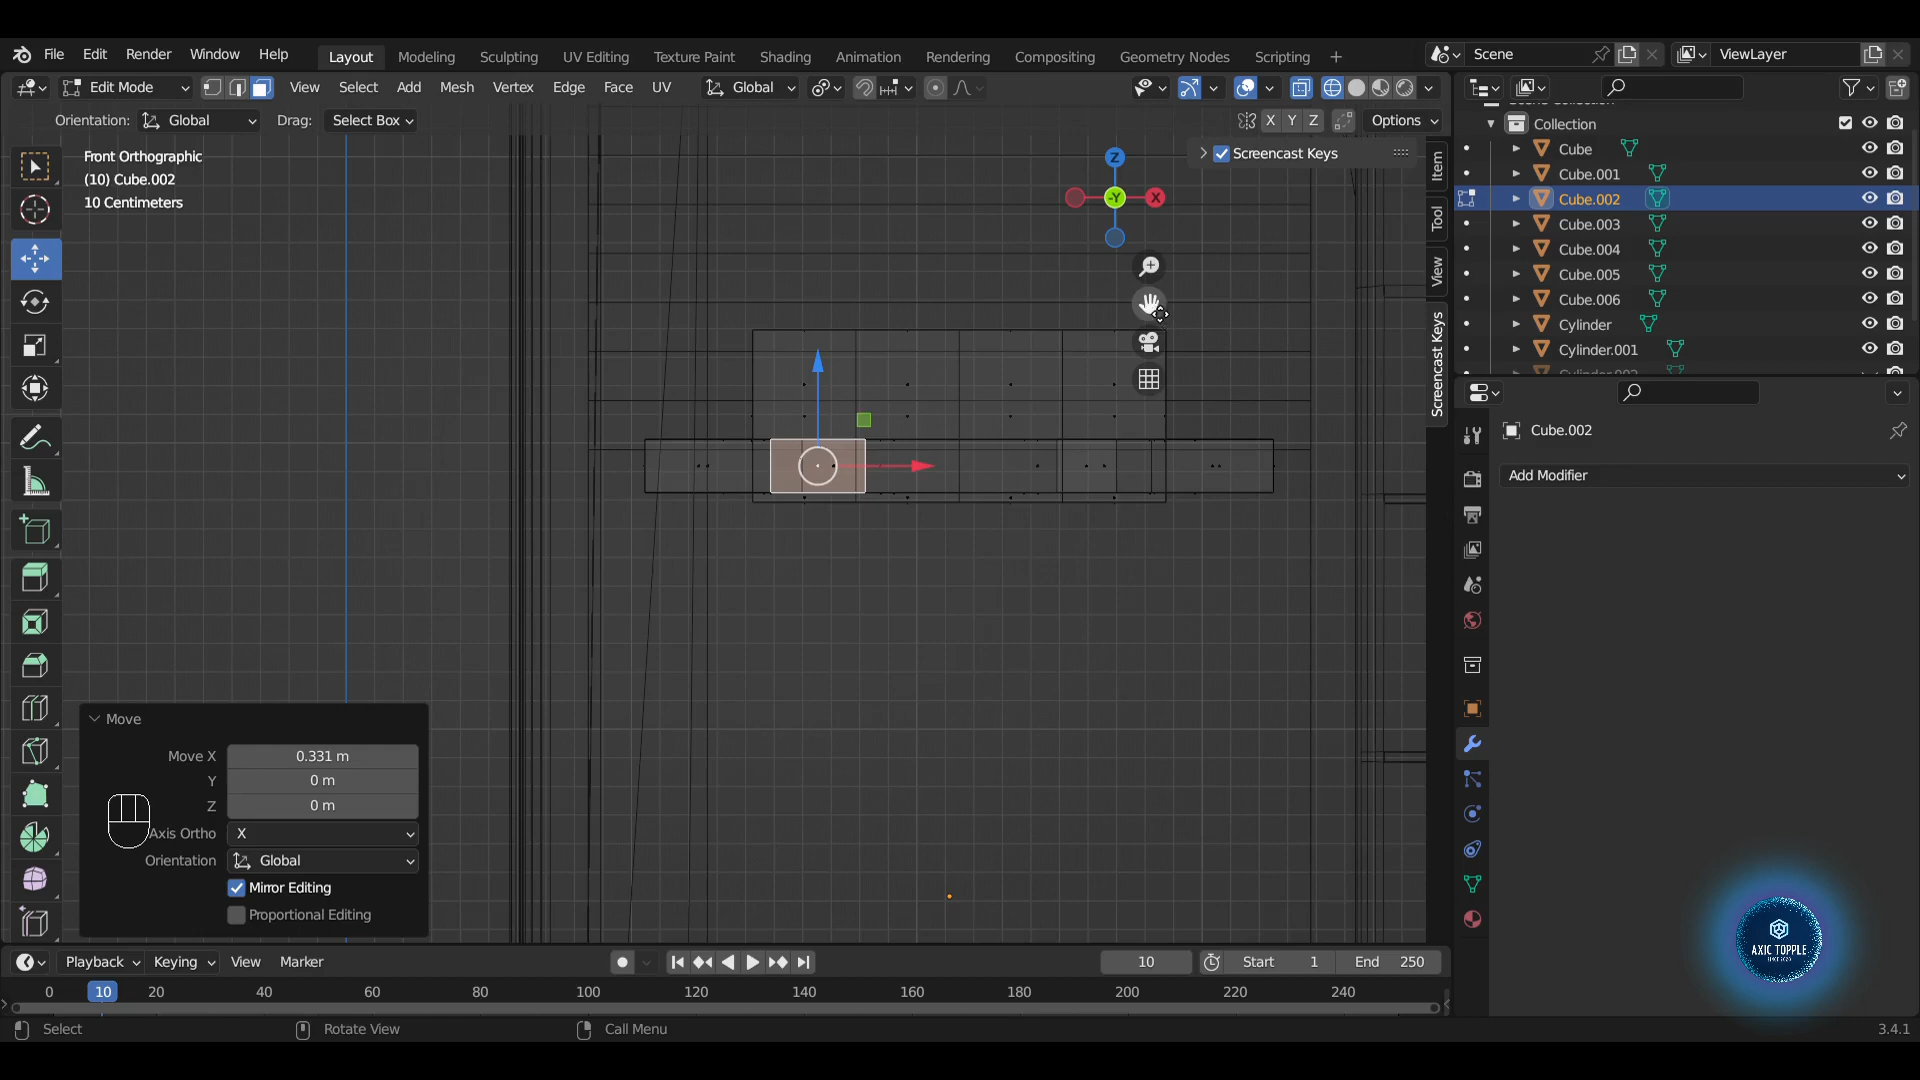 File Edit Render Window Help Layout Modeling Sculpting UV Editing Texture Paint Shading Animation Rendering Compositing Geometry Nodes Scripting + Scene ViewLayer
Edit Mode View Select Add Mesh Vertex Edge Face UV Global
Orientation: Global Drag: Select Box X Y Z Options
Front Orthographic
(10) Cube.002
10 Centimeters
Z
-Y
X
Screencast Keys
Item
Tool
View
Screencast Keys
Collection
Cube
Cube.001
Cube.002
Cube.003
Cube.004
Cube.005
Cube.006
Cylinder
Cylinder.001
Cube.002
Add Modifier
Move
Move X 0.331 m
Y 0 m
Z 0 m
Axis Ortho X
Orientation Global
Mirror Editing
Proportional Editing
AXIC TOPPLE
Playback Keying View Marker 10 Start 1 End 250
0 10 20 40 60 80 100 120 140 160 180 200 220 240
Select Rotate View Call Menu 3.4.1